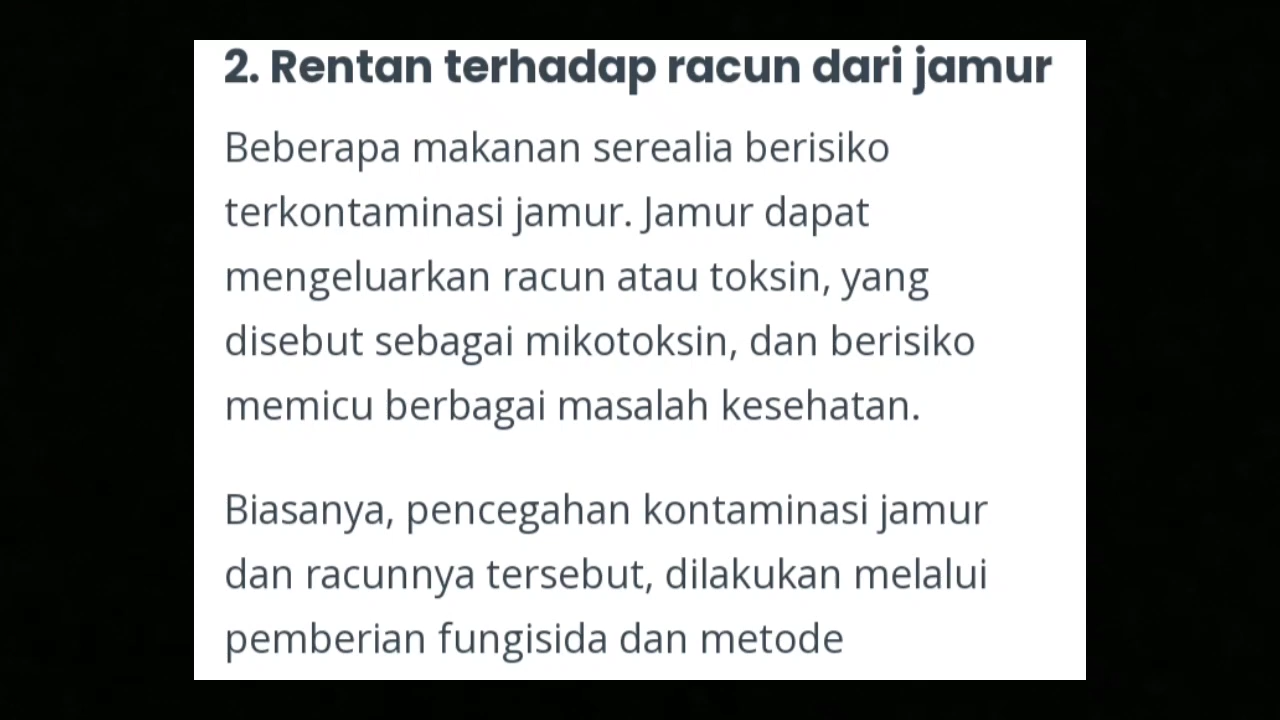 2. Rentan terhadap racun dari jamur
Beberapa makanan serealia berisiko
terkontaminasi jamur. Jamur dapat
mengeluarkan racun atau toksin, yang
disebut sebagai mikotoksin, dan berisiko
memicu berbagai masalah kesehatan.
Biasanya, pencegahan kontaminasi jamur
dan racunnya tersebut, dilakukan melalui
pemberian fungisida dan metode